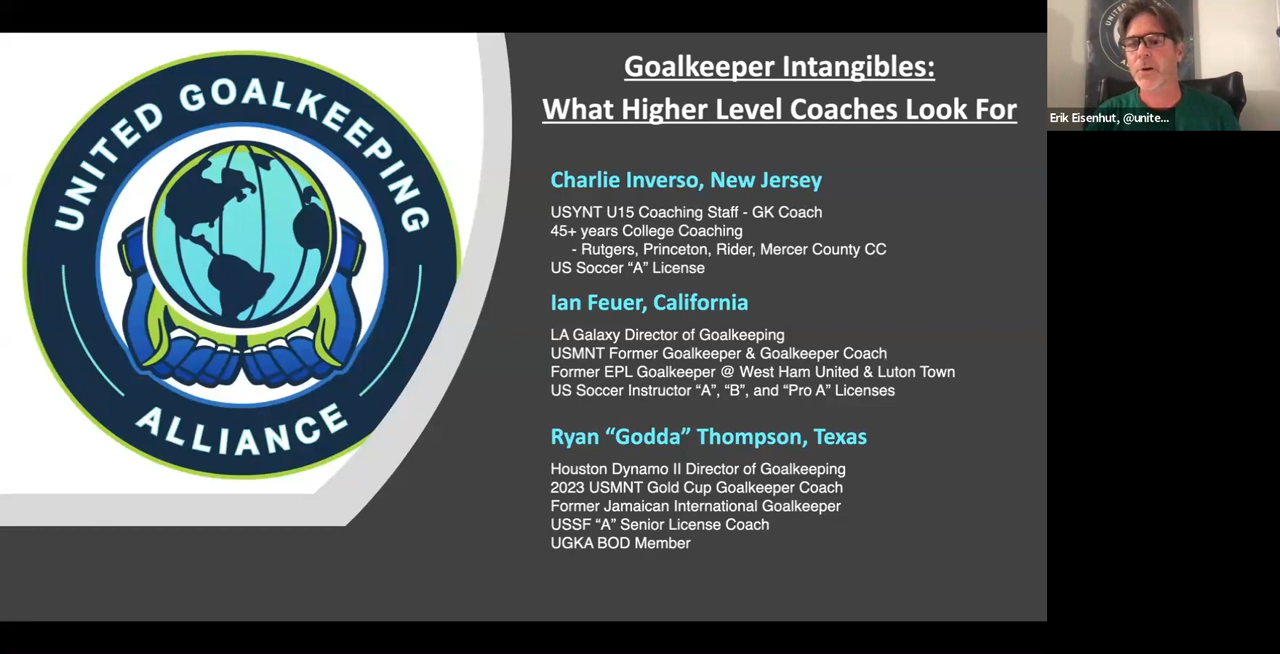 UNITED GOALKEEPING
ALLIANCE
Goalkeeper Intangibles:
What Higher Level Coaches Look For
Charlie Inverso, New Jersey
USYNT U15 Coaching Staff - GK Coach
45+ years College Coaching
- Rutgers, Princeton, Rider, Mercer County CC
US Soccer “A” License
Ian Feuer, California
LA Galaxy Director of Goalkeeping
USMNT Former Goalkeeper & Goalkeeper Coach
Former EPL Goalkeeper @ West Ham United & Luton Town
US Soccer Instructor “A”, “B”, and “Pro A” Licenses
Ryan “Godda” Thompson, Texas
Houston Dynamo II Director of Goalkeeping
2023 USMNT Gold Cup Goalkeeper Coach
Former Jamaican International Goalkeeper
USSF “A” Senior License Coach
UGKA BOD Member
Erik Eisenhut, @unite...